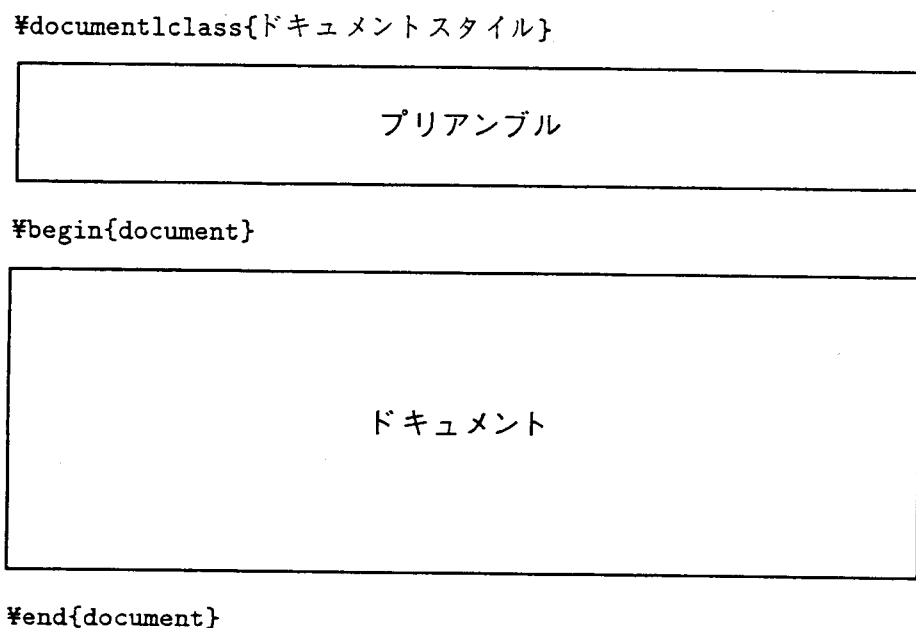 ¥documentlclass{ドキュメントスタイル}
プリアンブル
¥begin{document}
ドキュメント
¥end{document}